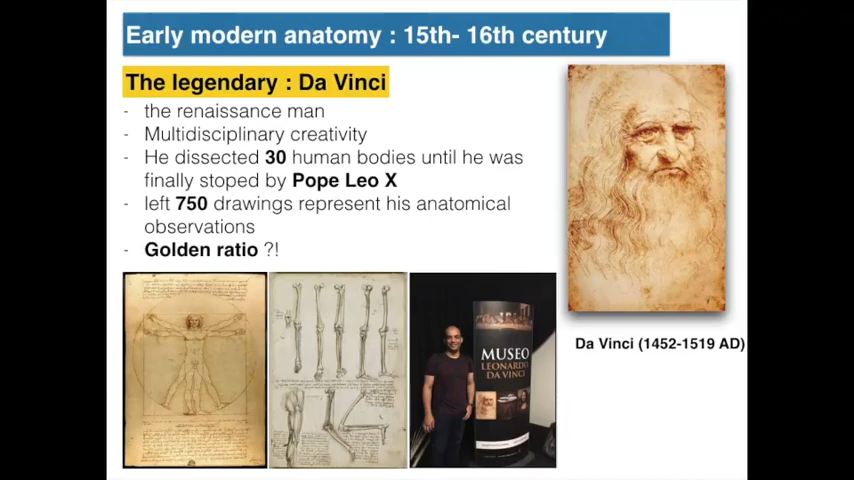 Early modern anatomy : 15th- 16th century
The legendary : Da Vinci
- the renaissance man
- Multidisciplinary creativity
- He dissected 30 human bodies until he was
finally stoped by Pope Leo X
- left 750 drawings represent his anatomical
observations
- Golden ratio ?!
MUSEO
LEONARDO
DA VINCI
Da Vinci (1452-1519 AD)